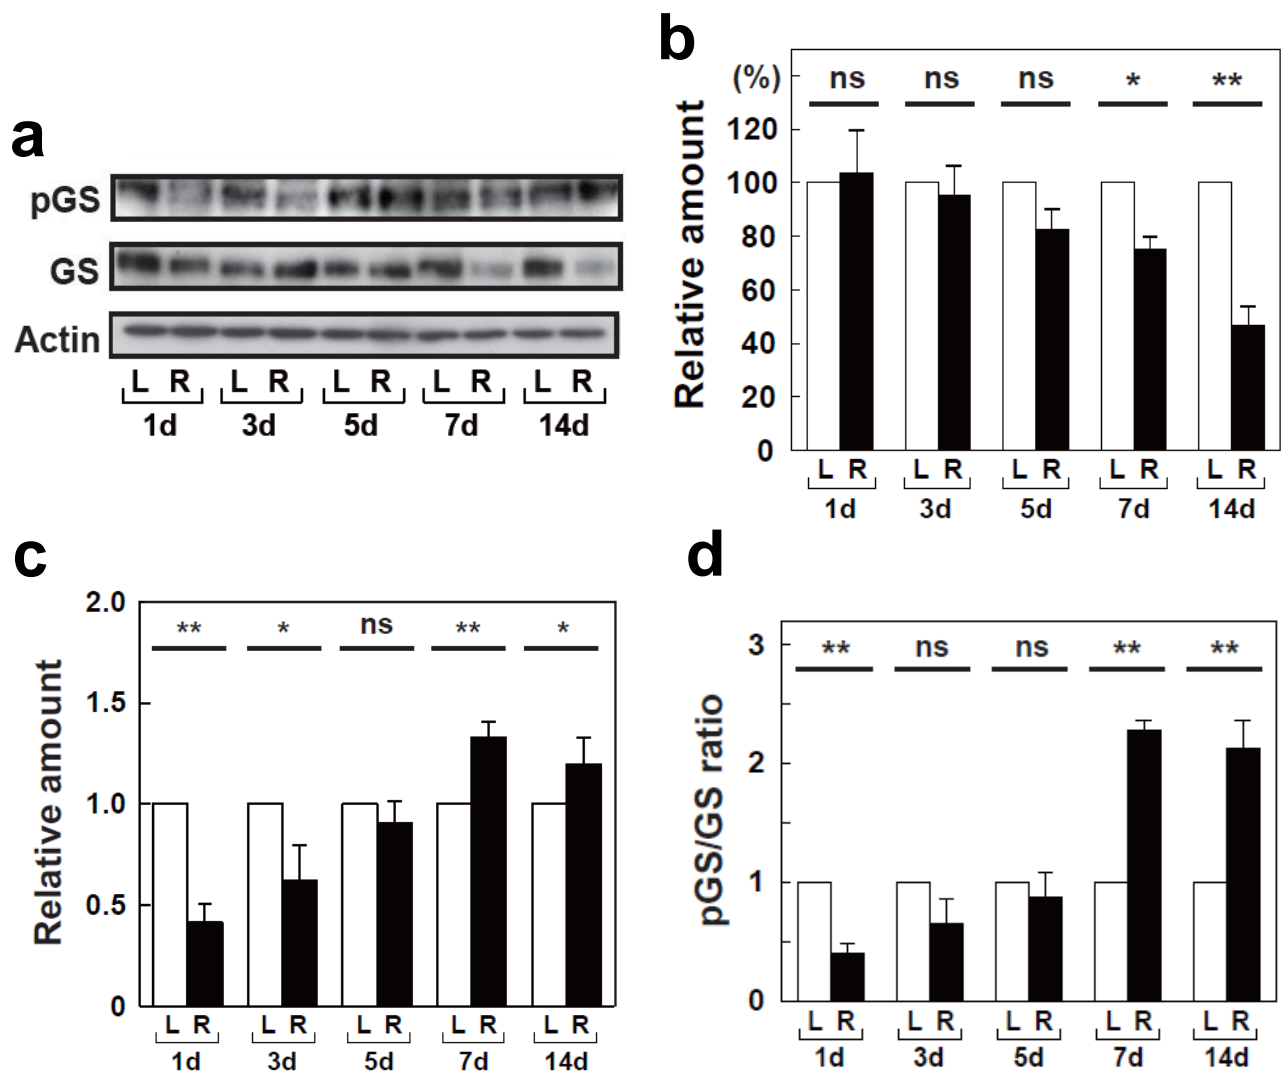 a
pGS
GS
Actin
L R L R L R L R L R
1d 3d 5d 7d 14d
b
(%) ns ns ns * **
Relative amount
120
100
80
60
40
20
0
L R L R L R L R L R
1d 3d 5d 7d 14d
c
2.0
** * ns ** *
Relative amount
1.5
1.0
0.5
0
L R L R L R L R L R
1d 3d 5d 7d 14d
d
3
** ns ns ** **
pGS/GS ratio
2
1
0
L R L R L R L R L R
1d 3d 5d 7d 14d